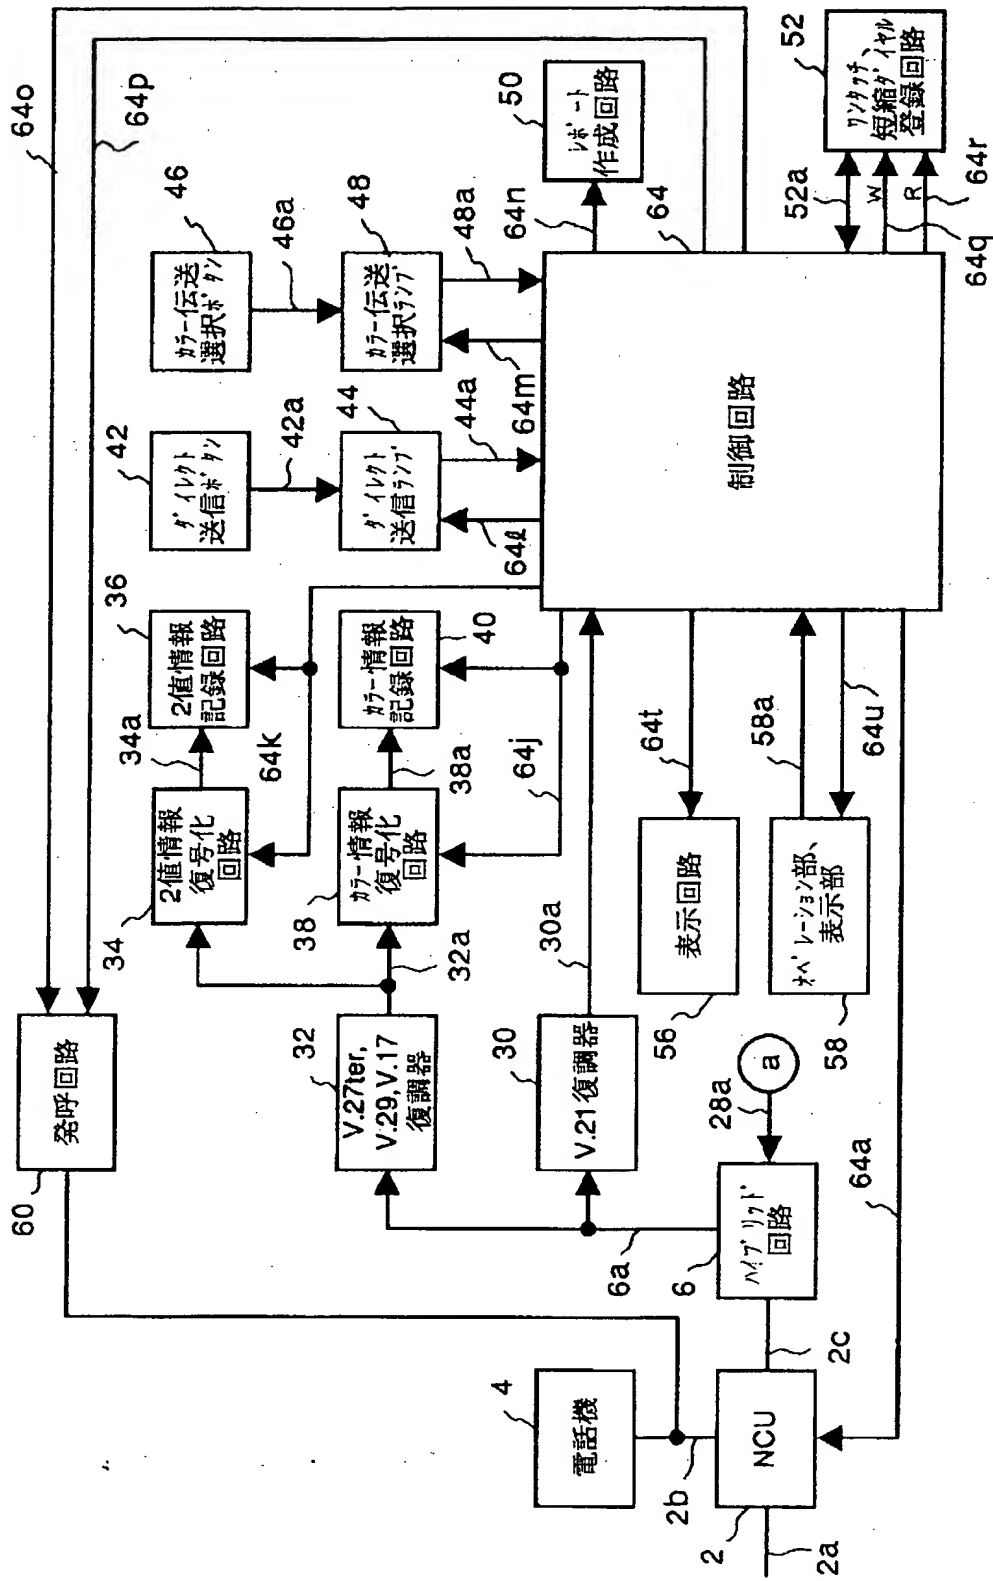 64o
64p
60
発呼回路
46
カラー伝送
選択ボタン
46a
48
カラー伝送
選択ランプ
48a
64m
42
ダイレクト
送信ボタン
42a
44
ダイレクト
送信ランプ
44a
64ℓ
50
レポート
作成回路
64n
64
制御回路
52
ワンタッチ、
短縮ダイヤル
登録回路
52a
W
R
64r
64q
36
2値情報
記録回路
34a
34
2値情報
復号化
回路
64k
40
カラー情報
記録回路
38a
38
カラー情報
復号化
回路
64j
32a
32
V.27ter,
V.29,V.17
復調器
30
V.21復調器
30a
64t
表示回路
56
58a
64u
オペレーション部、
表示部
58
a
28a
6a
6
ハイブリッド
回路
64a
4
電話機
2b
2c
NCU
2
2a